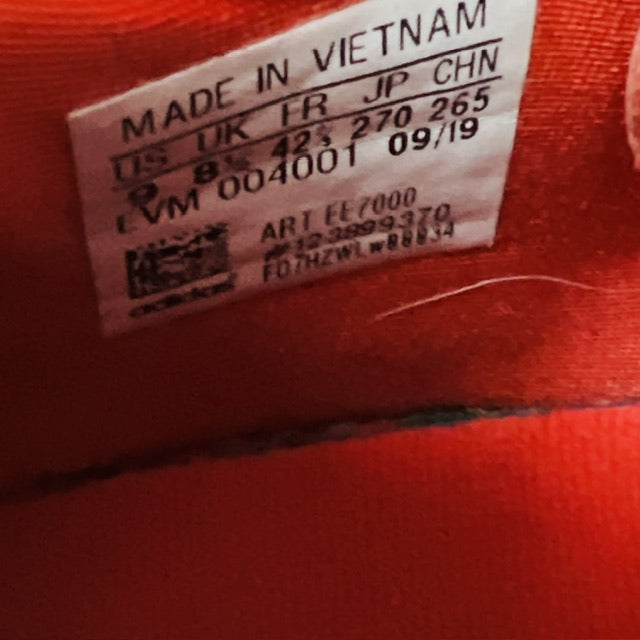 MADE IN VIETNAM
US UK FR JP CHN
9 8½ 42⅔ 270 265
LVM 004001 09/19
ART EE7000
F07HZWLW00034